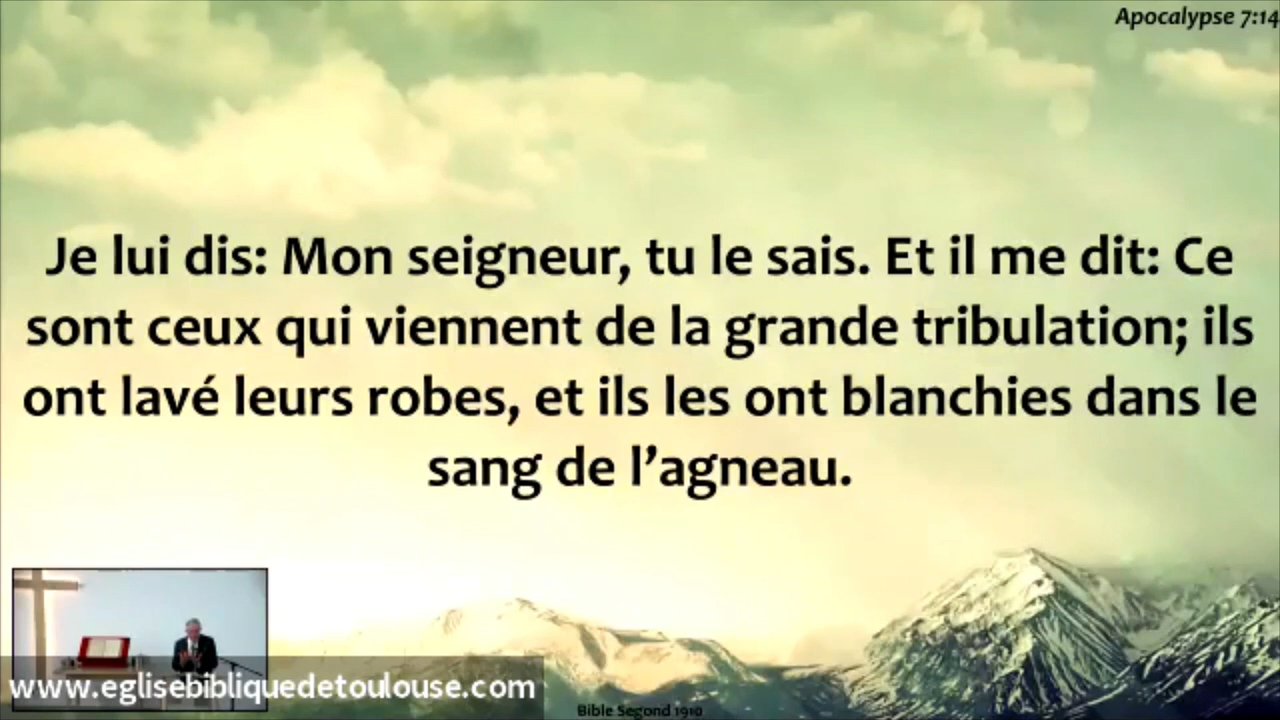 Apocalypse 7:14
Je lui dis: Mon seigneur, tu le sais. Et il me dit: Ce
sont ceux qui viennent de la grande tribulation; ils
ont lavé leurs robes, et ils les ont blanchies dans le
sang de l’agneau.
www.eglisebibliquedetoulouse.com
Bible Segond 1910